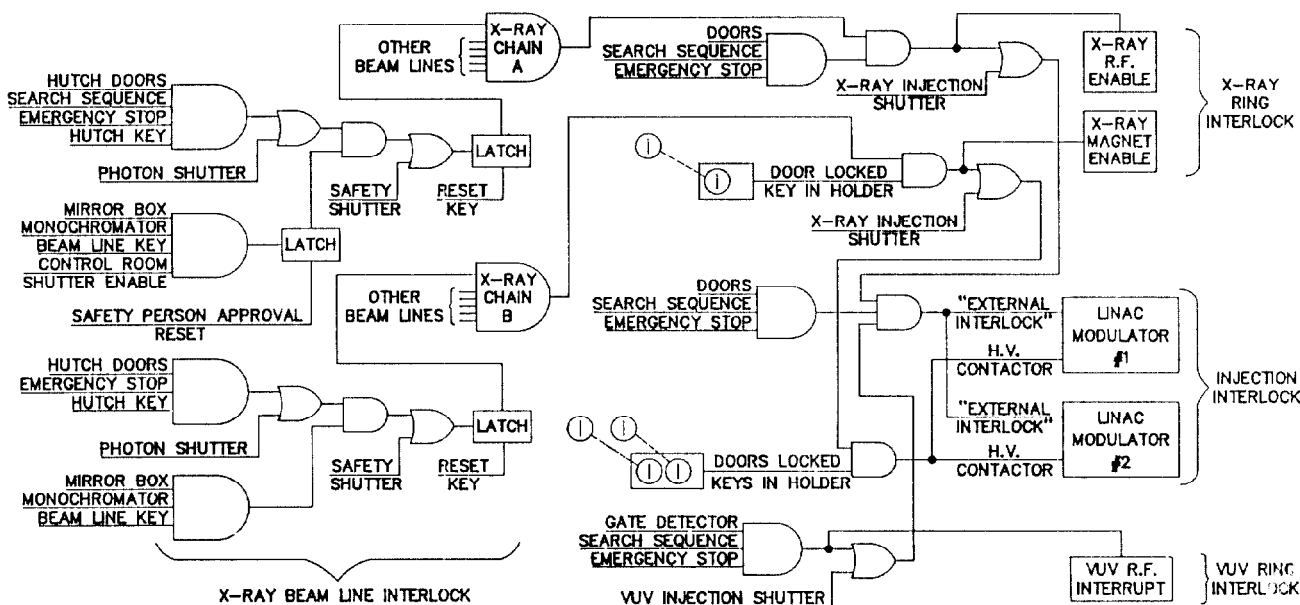 HUTCH DOORS
SEARCH SEQUENCE
EMERGENCY STOP
HUTCH KEY
PHOTON SHUTTER
MIRROR BOX
MONOCHROMATOR
BEAM LINE KEY
CONTROL ROOM
SHUTTER ENABLE
LATCH
SAFETY PERSON APPROVAL
RESET
SAFETY
SHUTTER
RESET
KEY
LATCH
OTHER
BEAM LINES
X-RAY
CHAIN
A
HUTCH DOORS
EMERGENCY STOP
HUTCH KEY
PHOTON SHUTTER
MIRROR BOX
MONOCHROMATOR
BEAM LINE KEY
SAFETY
SHUTTER
RESET
KEY
LATCH
OTHER
BEAM LINES
X-RAY
CHAIN
B
X-RAY BEAM LINE INTERLOCK
DOORS
SEARCH SEQUENCE
EMERGENCY STOP
X-RAY INJECTION
SHUTTER
X-RAY
R.F.
ENABLE
X-RAY
MAGNET
ENABLE
X-RAY
RING
INTERLOCK
DOOR LOCKED
KEY IN HOLDER
X-RAY INJECTION
SHUTTER
DOORS
SEARCH SEQUENCE
EMERGENCY STOP
"EXTERNAL
INTERLOCK"
H.V.
CONTACTOR
LINAC
MODULATOR
#1
"EXTERNAL
INTERLOCK"
H.V.
CONTACTOR
LINAC
MODULATOR
#2
INJECTION
INTERLOCK
DOORS LOCKED
KEYS IN HOLDER
GATE DETECTOR
SEARCH SEQUENCE
EMERGENCY STOP
VUV INJECTION SHUTTER
VUV R.F.
INTERRUPT
VUV RING
INTERLOCK